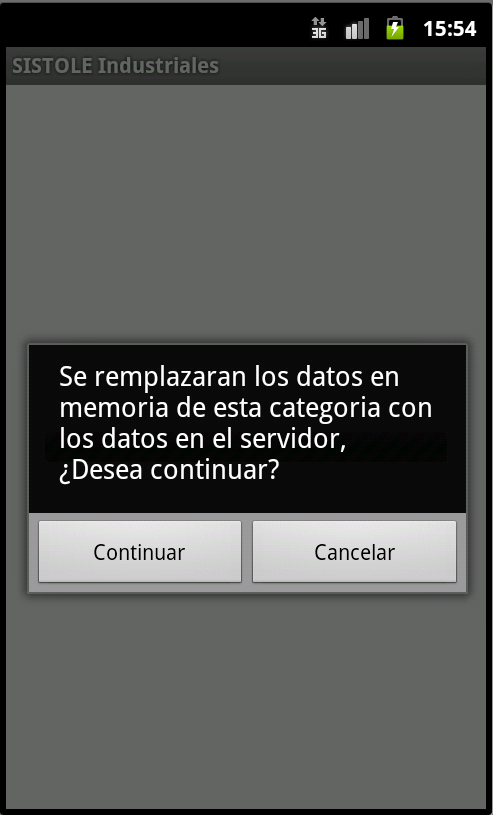 3G
15:54
SISTOLE Industriales
Se remplazaran los datos en
memoria de esta categoria con
los datos en el servidor,
¿Desea continuar?
Continuar
Cancelar